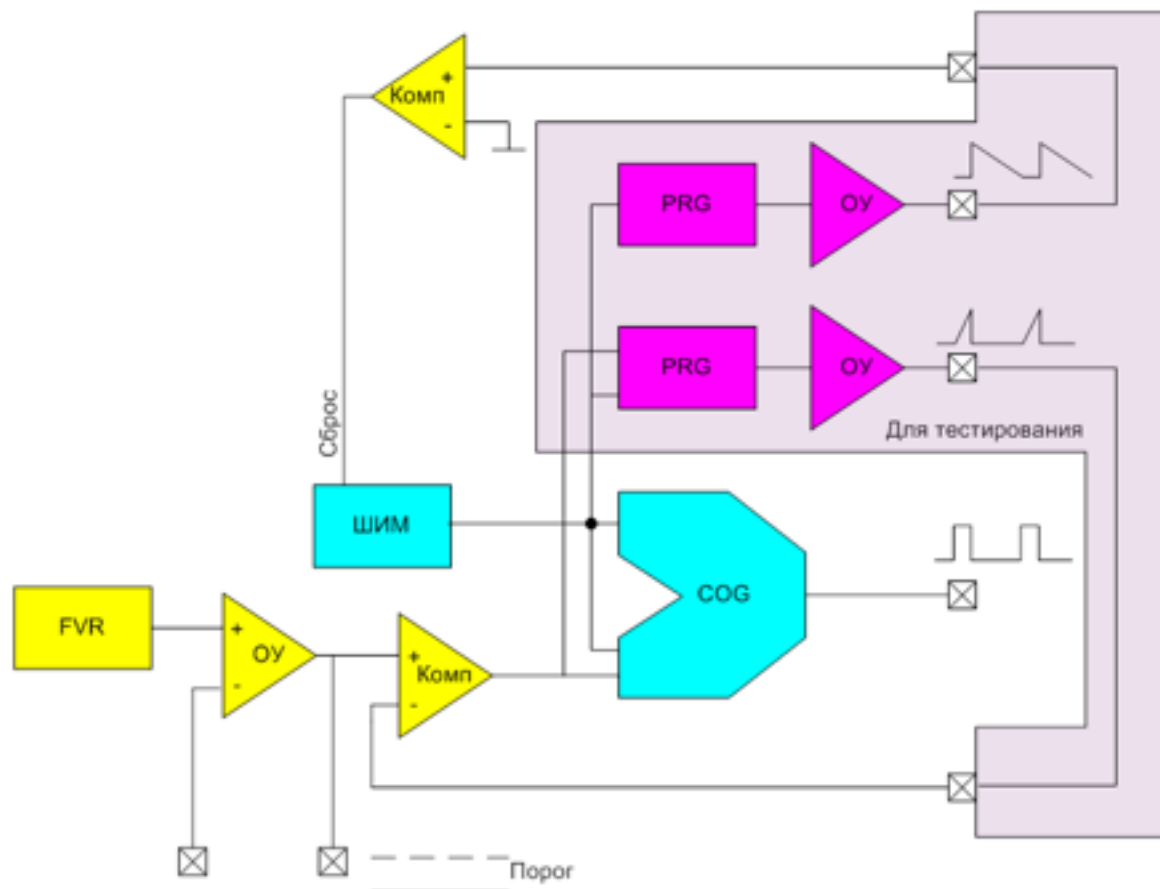 +
Комп
-
PRG
ОУ
PRG
ОУ
Сброс
Для тестирования
ШИМ
COG
FVR
+
ОУ
-
+
Комп
-
Порог